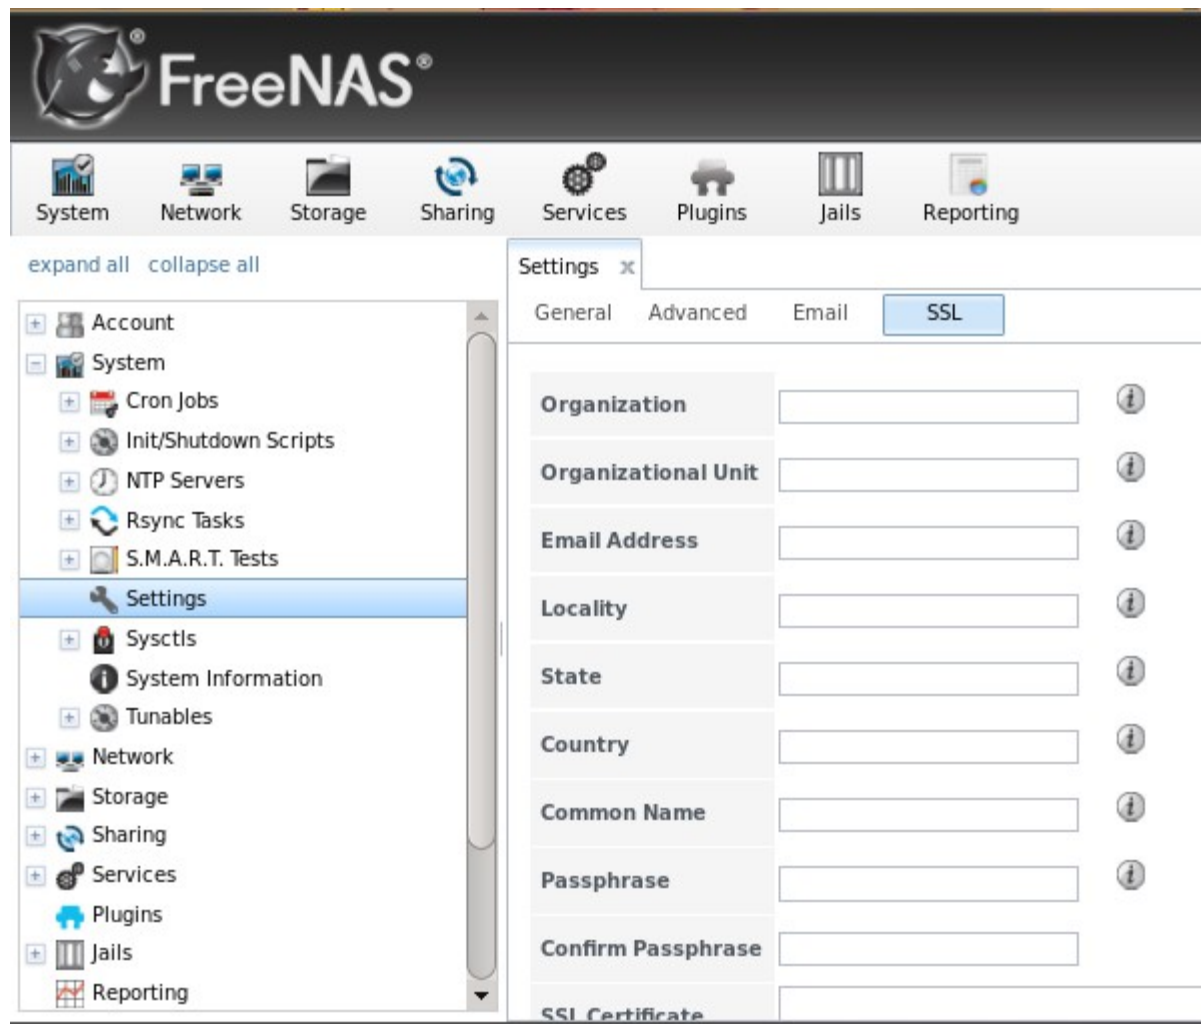 FreeNAS®
System Network Storage Sharing Services Plugins Jails Reporting
expand all collapse all
Account
System
Cron Jobs
Init/Shutdown Scripts
NTP Servers
Rsync Tasks
S.M.A.R.T. Tests
Settings
Sysctls
System Information
Tunables
Network
Storage
Sharing
Services
Plugins
Jails
Reporting
Settings x
General Advanced Email SSL
Organization
Organizational Unit
Email Address
Locality
State
Country
Common Name
Passphrase
Confirm Passphrase
SSL Certificate